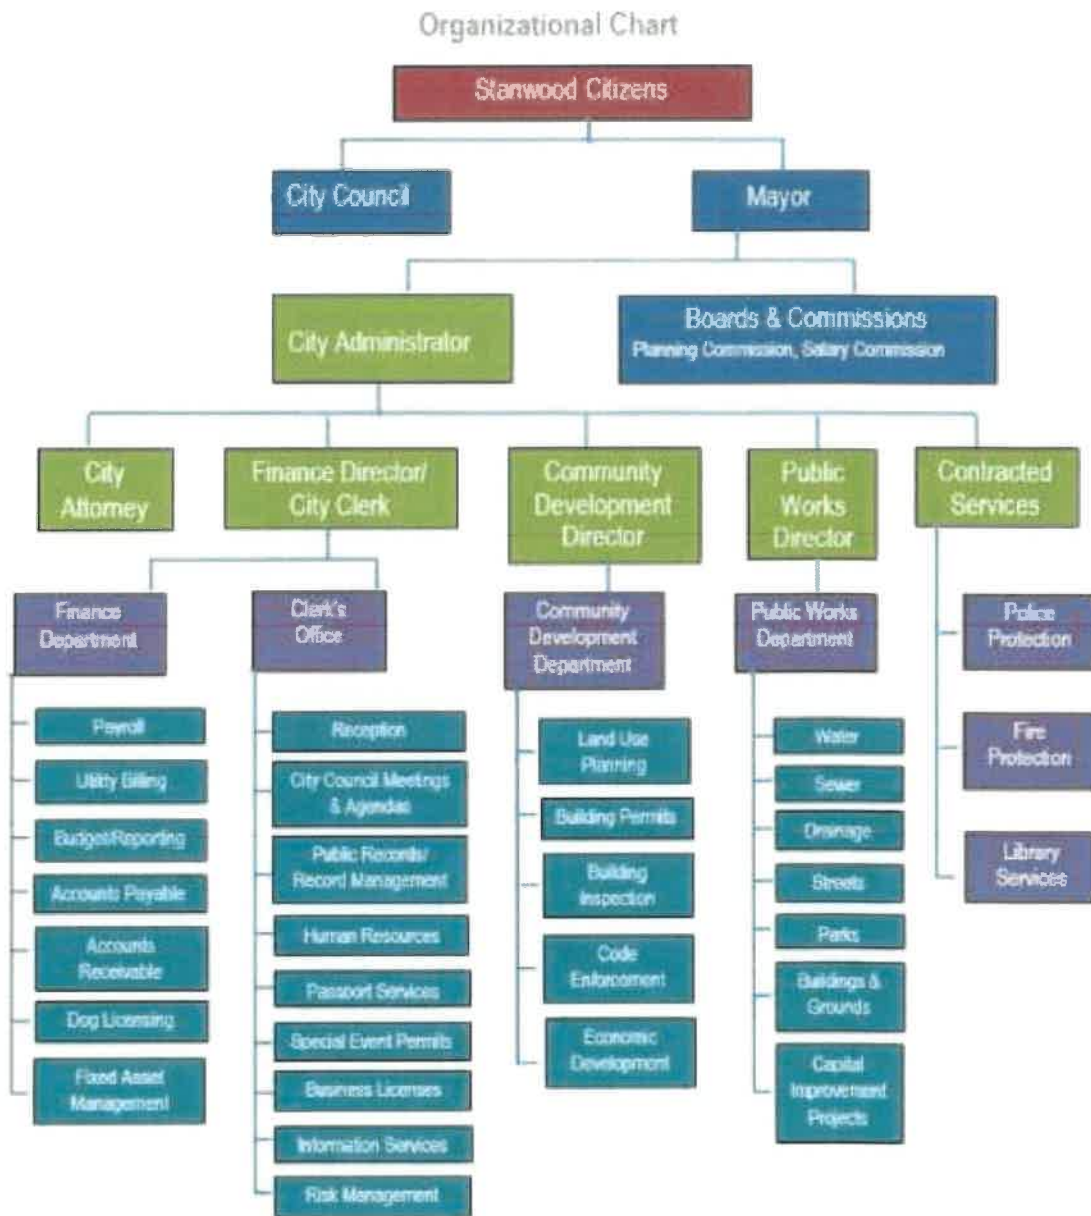 Organizational Chart
Stanwood Citizens
City Council
Mayor
City Administrator
Boards & Commissions
Planning Commission, Salary Commission
City
Attorney
Finance Director/
City Clerk
Community
Development
Director
Public
Works
Director
Contracted
Services
Finance
Department
Clerk's
Office
Community
Development
Department
Public Works
Department
Police
Protection
Fire
Protection
Library
Services
Payroll
Utility Billing
Budget/Reporting
Accounts Payable
Accounts
Receivable
Dog Licensing
Fixed Asset
Management
Reception
City Council Meetings
& Agendas
Public Records/
Record Management
Human Resources
Passport Services
Special Event Permits
Business Licenses
Information Services
Risk Management
Land Use
Planning
Building Permits
Building
Inspection
Code
Enforcement
Economic
Development
Water
Sewer
Drainage
Streets
Parks
Buildings &
Grounds
Capital
Improvement
Projects